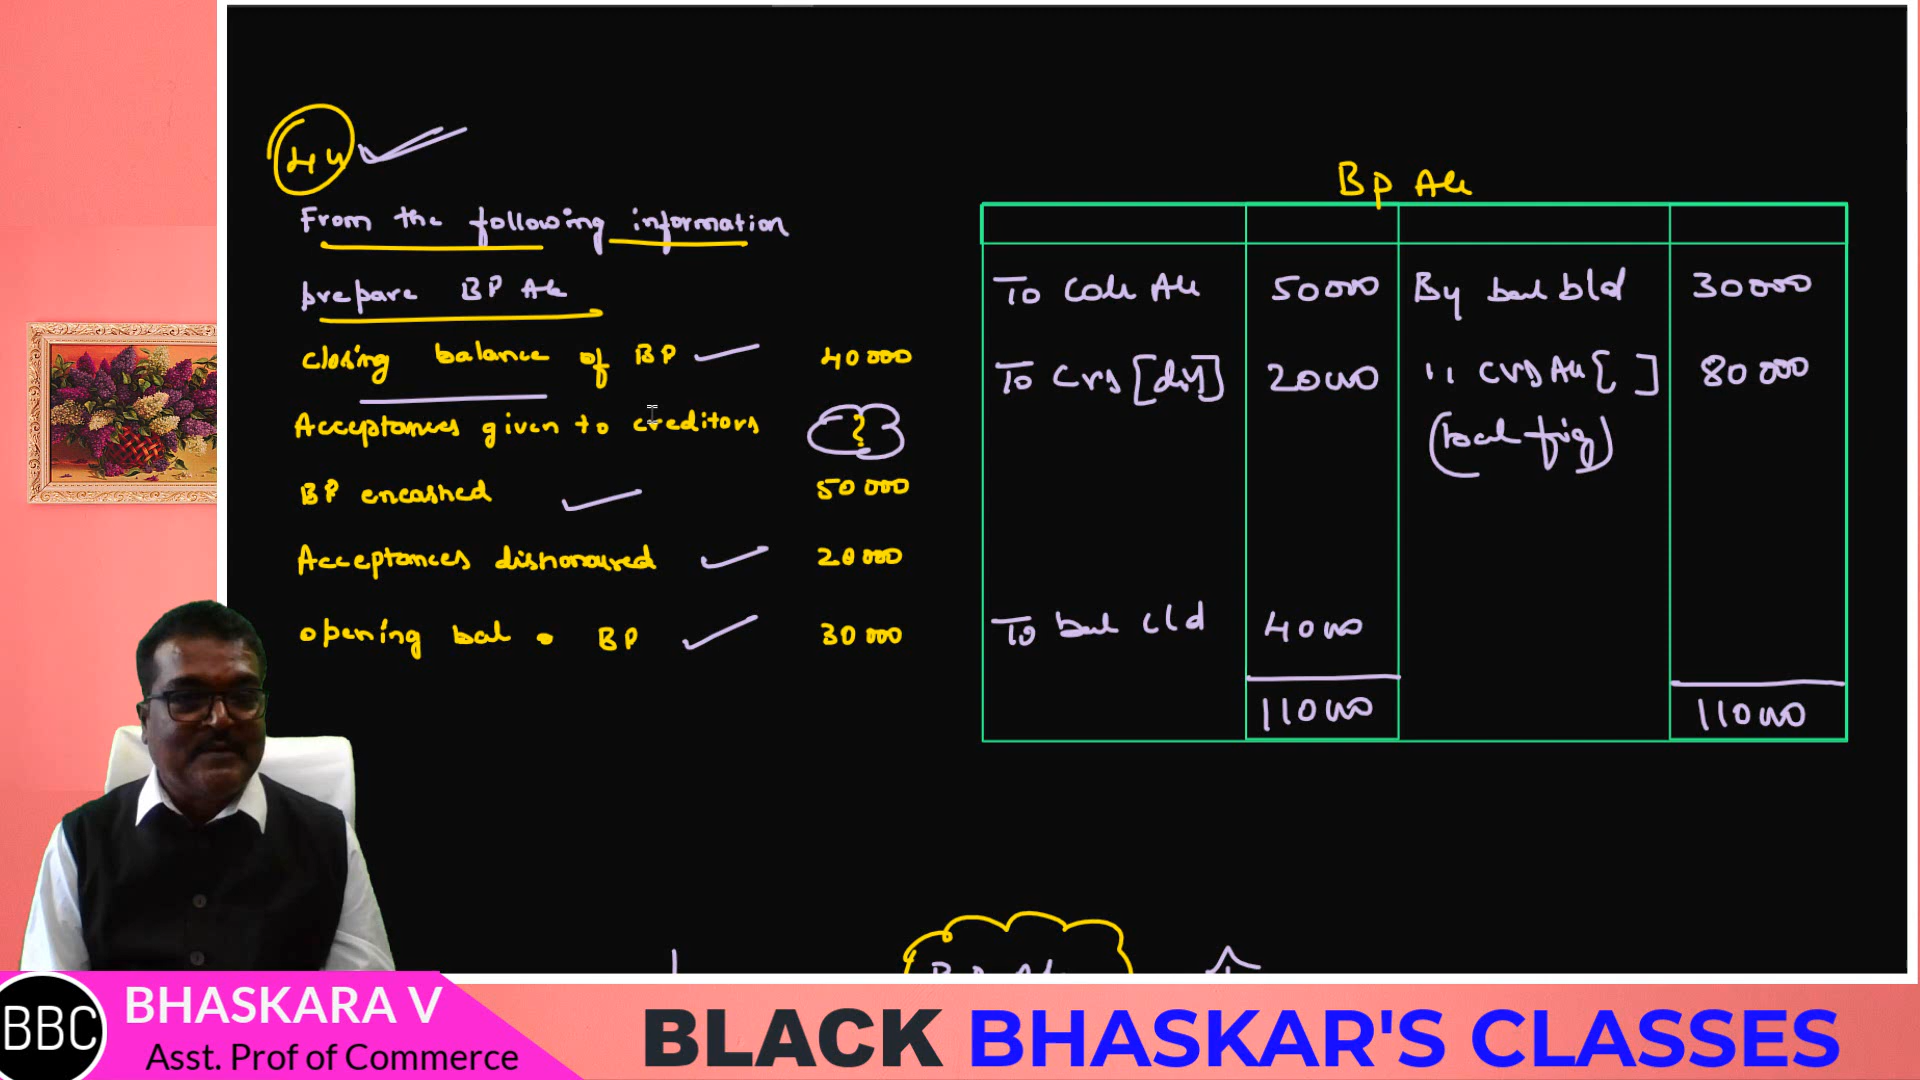 44
From the following information
prepare BP A/c
closing balance of BP 40000
Acceptances given to creditors ?
BP encashed 50000
Acceptances dishonoured 20000
opening bal BP 30000
BP A/c
To Cash A/c 50000 By bal b/d 30000
To Crs [dis] 20000 " Crs A/c [ ] 80000
(bal fig)
To bal c/d 40000
110000 110000
BP A/c
BBC
BHASKARA V
Asst. Prof of Commerce
BLACK BHASKAR'S CLASSES